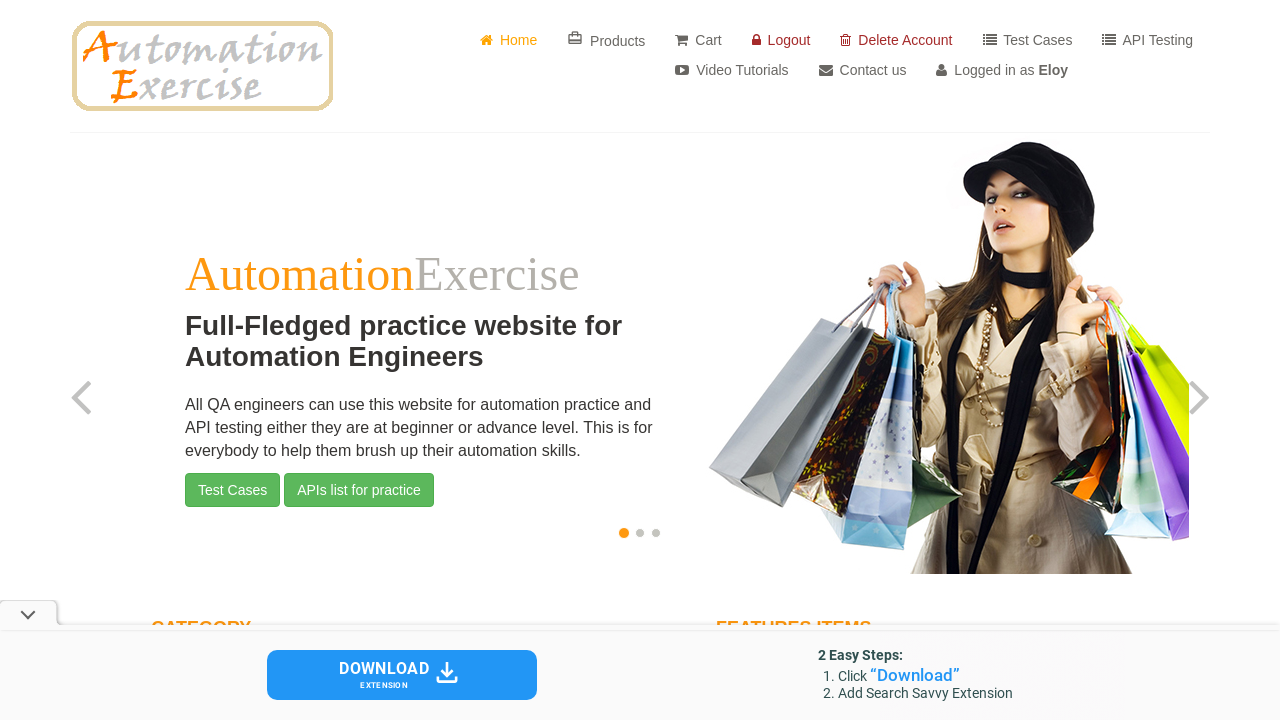 Automation
Exercise
Home
Products
Cart
Logout
Delete Account
Test Cases
API Testing
Video Tutorials
Contact us
Logged in as Eloy
AutomationExercise
Full-Fledged practice website for
Automation Engineers
All QA engineers can use this website for automation practice and
API testing either they are at beginner or advance level. This is for
everybody to help them brush up their automation skills.
Test Cases
APIs list for practice
CATEGORY
FEATURES ITEMS
DOWNLOAD
EXTENSION
2 Easy Steps:
1. Click “Download”
2. Add Search Savvy Extension